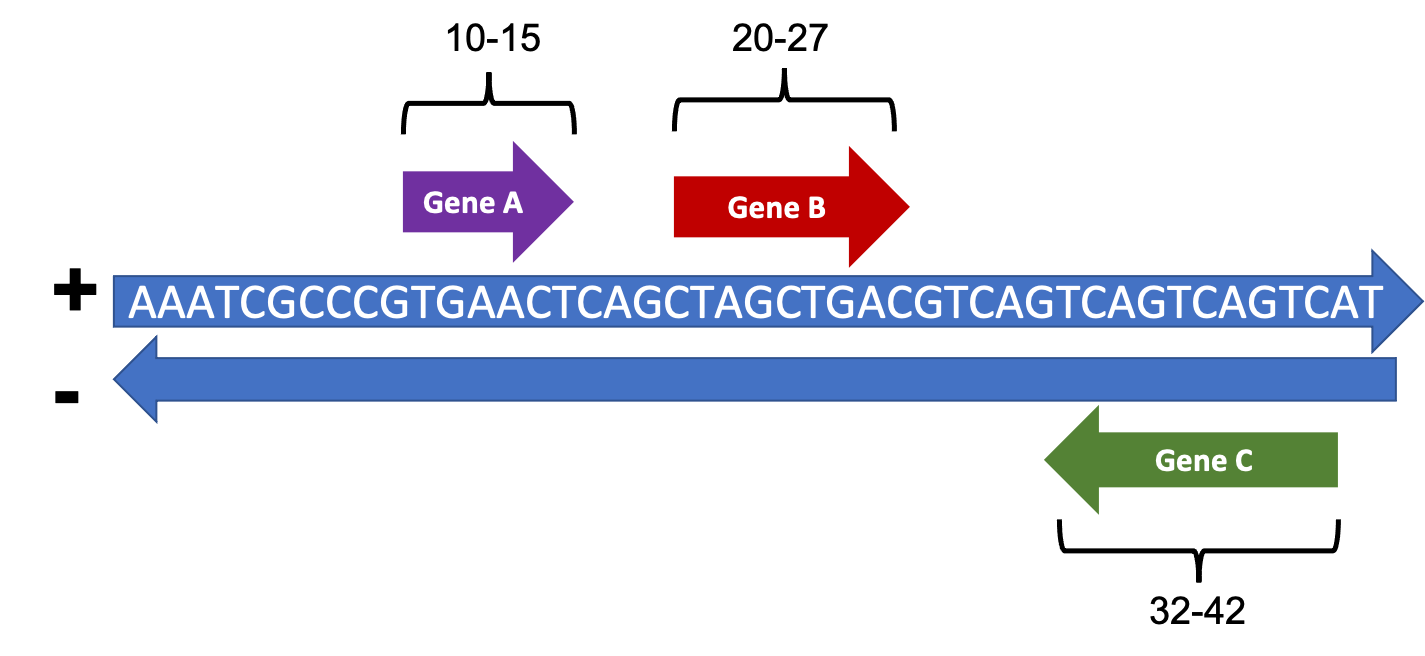 10-15 20-27
Gene A Gene B
+ AAATCGCCCGTGAACTCAGCTAGCTGACGTCAGTCAGTCAGTCAT
-
Gene C
32-42